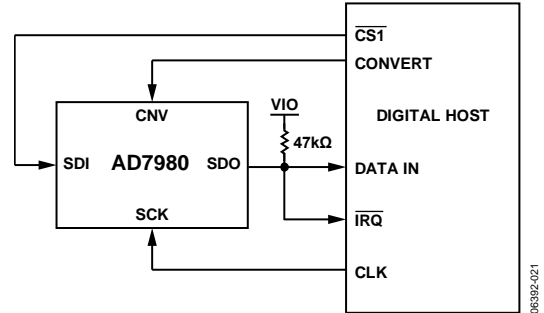 CS1
CONVERT
VIO
CNV
DIGITAL HOST
47kΩ
SDI AD7980 SDO
DATA IN
SCK
IRQ
CLK
06392-021